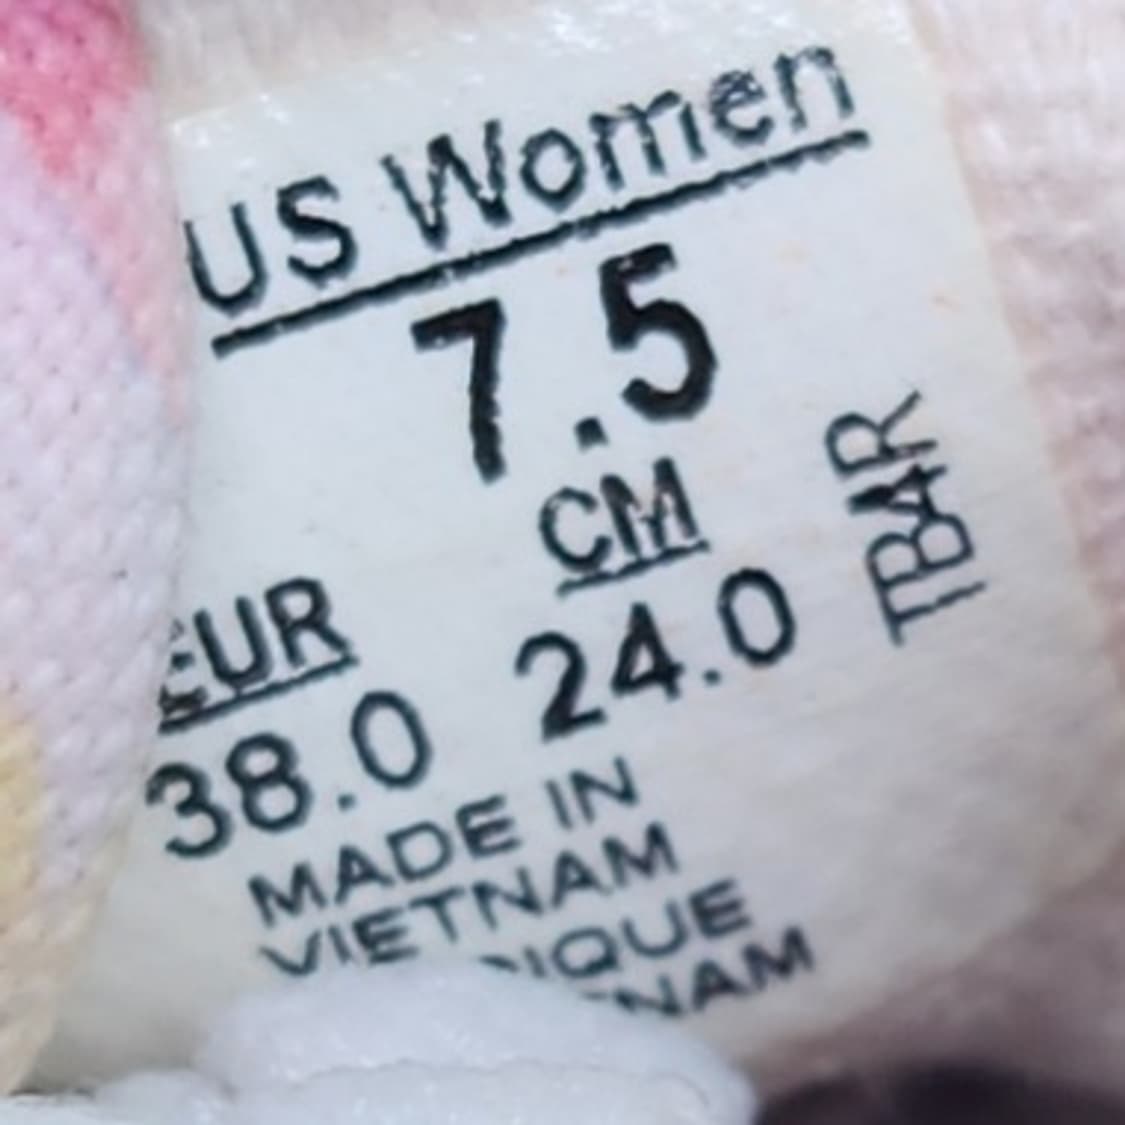 US Women
7.5
CM
24.0
EUR
38.0
TB4R
MADE IN
VIETNAM